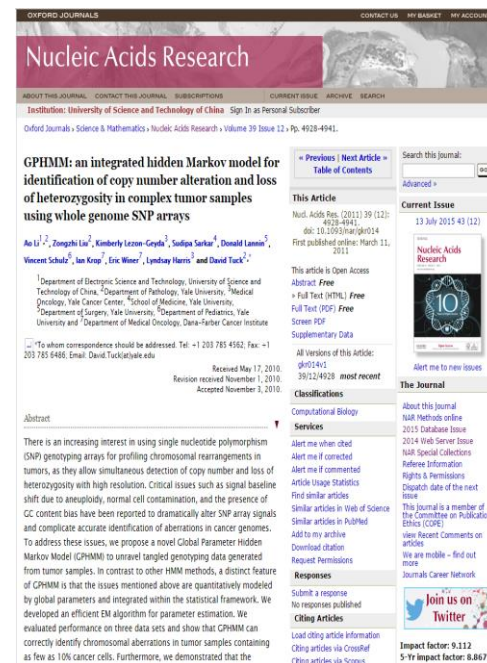 OXFORD JOURNALS
CONTACT US MY BASKET MY ACCOUN
Nucleic Acids Research
ABOUT THIS JOURNAL CONTACT THIS JOURNAL SUBSCRIPTIONS CURRENT ISSUE ARCHIVE SEARCH
Institution: University of Science and Technology of China Sign In as Personal Subscriber
Oxford Journals > Science & Mathematics > Nucleic Acids Research > Volume 39 Issue 12 > Pp. 4928-4941.
GPHMM: an integrated hidden Markov model for
identification of copy number alteration and loss
of heterozygosity in complex tumor samples
using whole genome SNP arrays
Ao Li1,2, Zongzhi Liu2, Kimberly Lezon-Geyda3, Sudipa Sarkar4, Donald Lannin5,
Vincent Schulz6, Ian Krop7, Eric Winer7, Lyndsay Harris3 and David Tuck2,*
1Department of Electronic Science and Technology, University of Science and
Technology of China, 2Department of Pathology, Yale University, 3Medical
Oncology, Yale Cancer Center, 4School of Medicine, Yale University,
5Department of Surgery, Yale University, 6Department of Pediatrics, Yale
University and 7Department of Medical Oncology, Dana-Farber Cancer Institute
*To whom correspondence should be addressed. Tel: +1 203 785 4562; Fax: +1
203 785 6486; Email: David.Tuck(at)yale.edu
Received May 17, 2010.
Revision received November 1, 2010.
Accepted November 3, 2010.
Abstract
There is an increasing interest in using single nucleotide polymorphism
(SNP) genotyping arrays for profiling chromosomal rearrangements in
tumors, as they allow simultaneous detection of copy number and loss of
heterozygosity with high resolution. Critical issues such as signal baseline
shift due to aneuploidy, normal cell contamination, and the presence of
GC content bias have been reported to dramatically alter SNP array signals
and complicate accurate identification of aberrations in cancer genomes.
To address these issues, we propose a novel Global Parameter Hidden
Markov Model (GPHMM) to unravel tangled genotyping data generated
from tumor samples. In contrast to other HMM methods, a distinct feature
of GPHMM is that the issues mentioned above are quantitatively modeled
by global parameters and integrated within the statistical framework. We
developed an efficient EM algorithm for parameter estimation. We
evaluated performance on three data sets and show that GPHMM can
correctly identify chromosomal aberrations in tumor samples containing
as few as 10% cancer cells. Furthermore, we demonstrated that the
« Previous | Next Article »
Table of Contents
This Article
Nucl. Acids Res. (2011) 39 (12):
4928-4941.
doi: 10.1093/nar/gkr014
First published online: March 11,
2011
This article is Open Access
Abstract Free
» Full Text (HTML) Free
Full Text (PDF) Free
Screen PDF
Supplementary Data
All Versions of this Article:
gkr014v1
39/12/4928 most recent
Classifications
Computational Biology
Services
Alert me when cited
Alert me if corrected
Alert me if commented
Article Usage Statistics
Find similar articles
Similar articles in Web of Science
Similar articles in PubMed
Add to my archive
Download citation
Request Permissions
Responses
Submit a response
No responses published
Citing Articles
Load citing article information
Citing articles via CrossRef
Citing articles via Scopus
Search this journal:
GO
Advanced »
Current Issue
13 July 2015 43 (12)
Nucleic Acids
Research
10
Alert me to new issues
The Journal
About this journal
NAR Methods online
2015 Database Issue
2014 Web Server Issue
NAR Special Collections
Referee Information
Rights & Permissions
Dispatch date of the next
issue
This journal is a member of
the Committee on Publicatio
Ethics (COPE)
view Recent Comments on
articles
We are mobile – find out
more
Journals Career Network
Join us on
Twitter
Impact factor: 9.112
5-Yr impact factor: 8.867